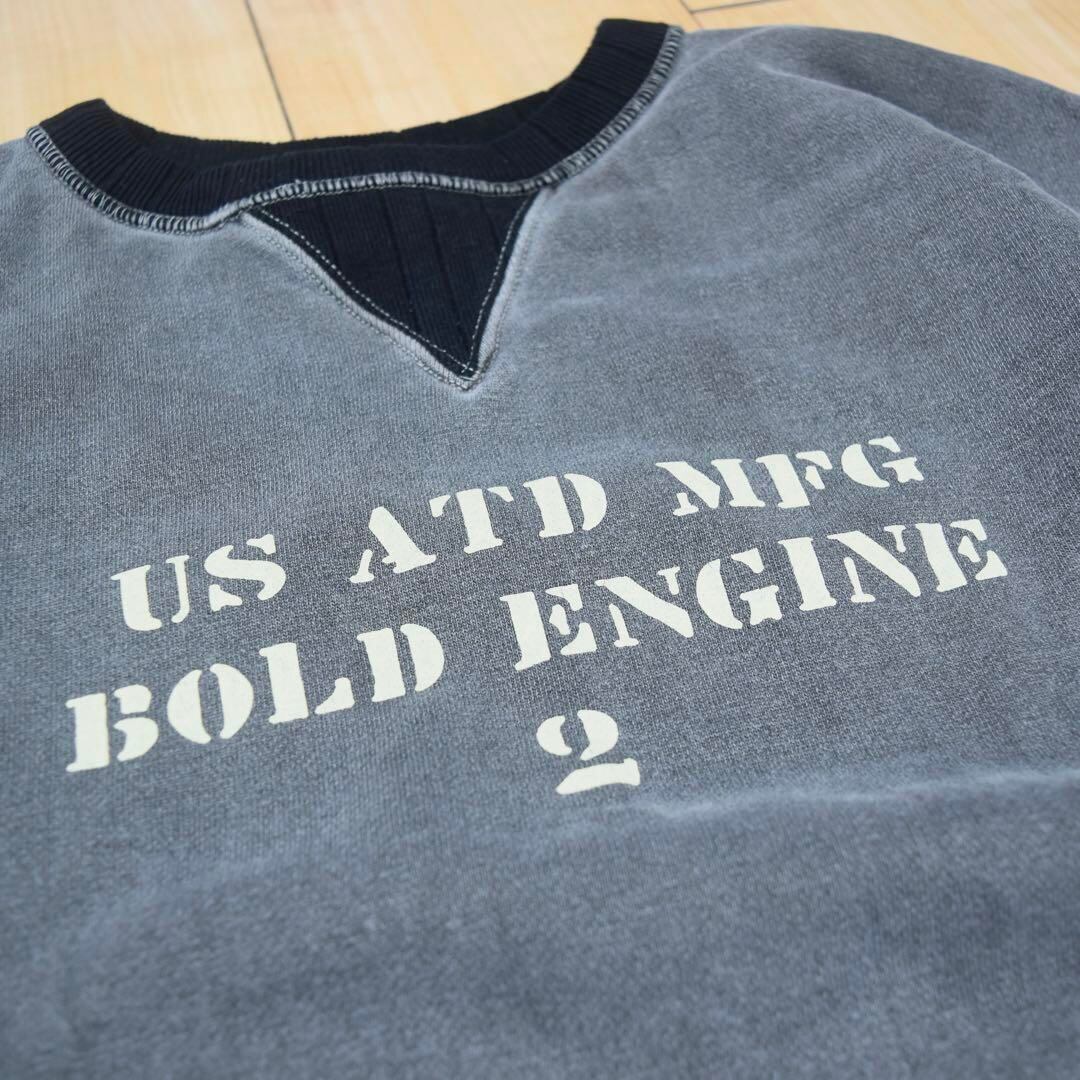 US ATD MFG
BOLD ENGINE
2